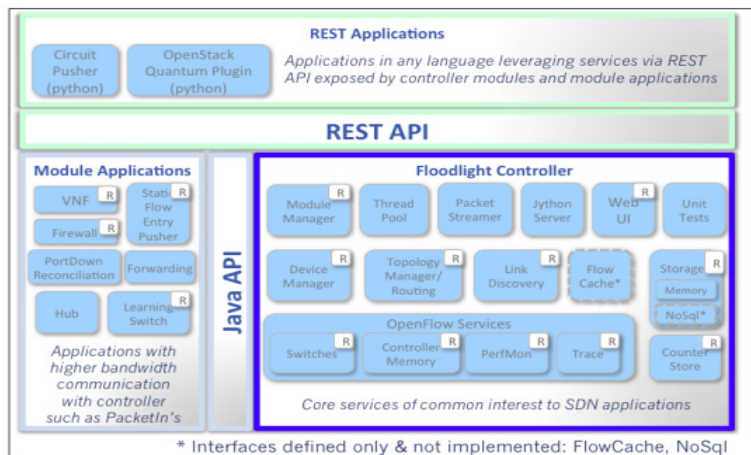 REST Applications
Circuit
Pusher
(python)
OpenStack
Quantum Plugin
(python)
Applications in any language leveraging services via REST
API exposed by controller modules and module applications
REST API
Module Applications
VNF
R
Static
Flow
Entry
Pusher
R
Firewall
R
PortDown
Reconciliation
Forwarding
Hub
Learning
Switch
R
Applications with
higher bandwidth
communication
with controller
such as PacketIn's
Java API
Floodlight Controller
Module
Manager
R
Thread
Pool
Packet
Streamer
Jython
Server
Web
UI
R
Unit
Tests
Device
Manager
R
Topology
Manager/
Routing
R
Link
Discovery
R
Flow
Cache*
Storage
R
Memory
NoSql*
OpenFlow Services
Switches
R
Controller
Memory
R
PerfMon
R
Trace
R
Counter
Store
R
Core services of common interest to SDN applications
* Interfaces defined only & not implemented: FlowCache, NoSql